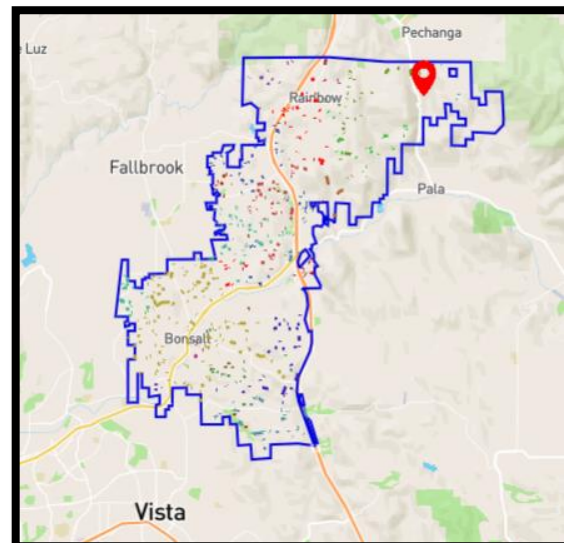 Pechanga
e Luz
Rainbow
Fallbrook
Pala
Bonsall
Vista